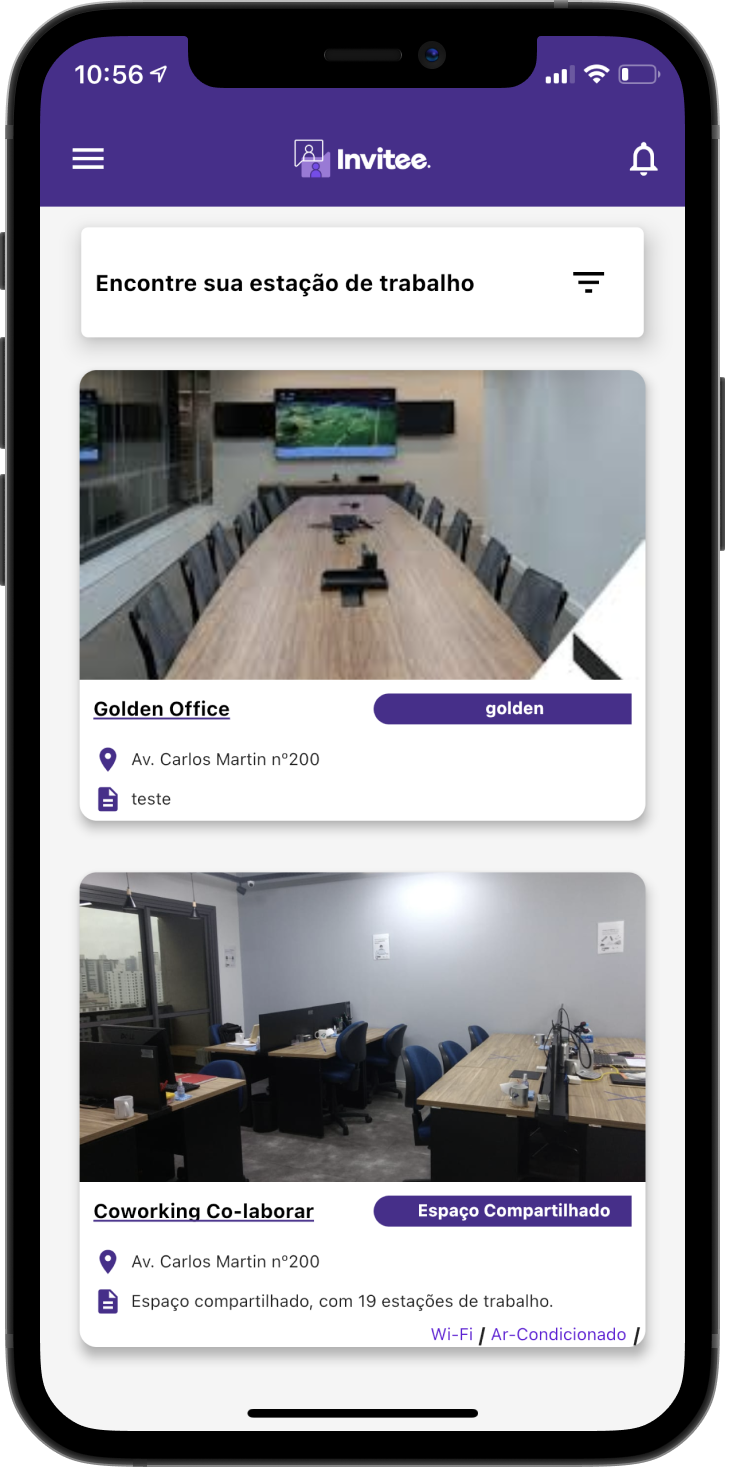 10:56
Invitee.
Encontre sua estação de trabalho
Golden Office
golden
Av. Carlos Martin nº200
teste
Coworking Co-laborar
Espaço Compartilhado
Av. Carlos Martin nº200
Espaço compartilhado, com 19 estações de trabalho.
Wi-Fi / Ar-Condicionado /